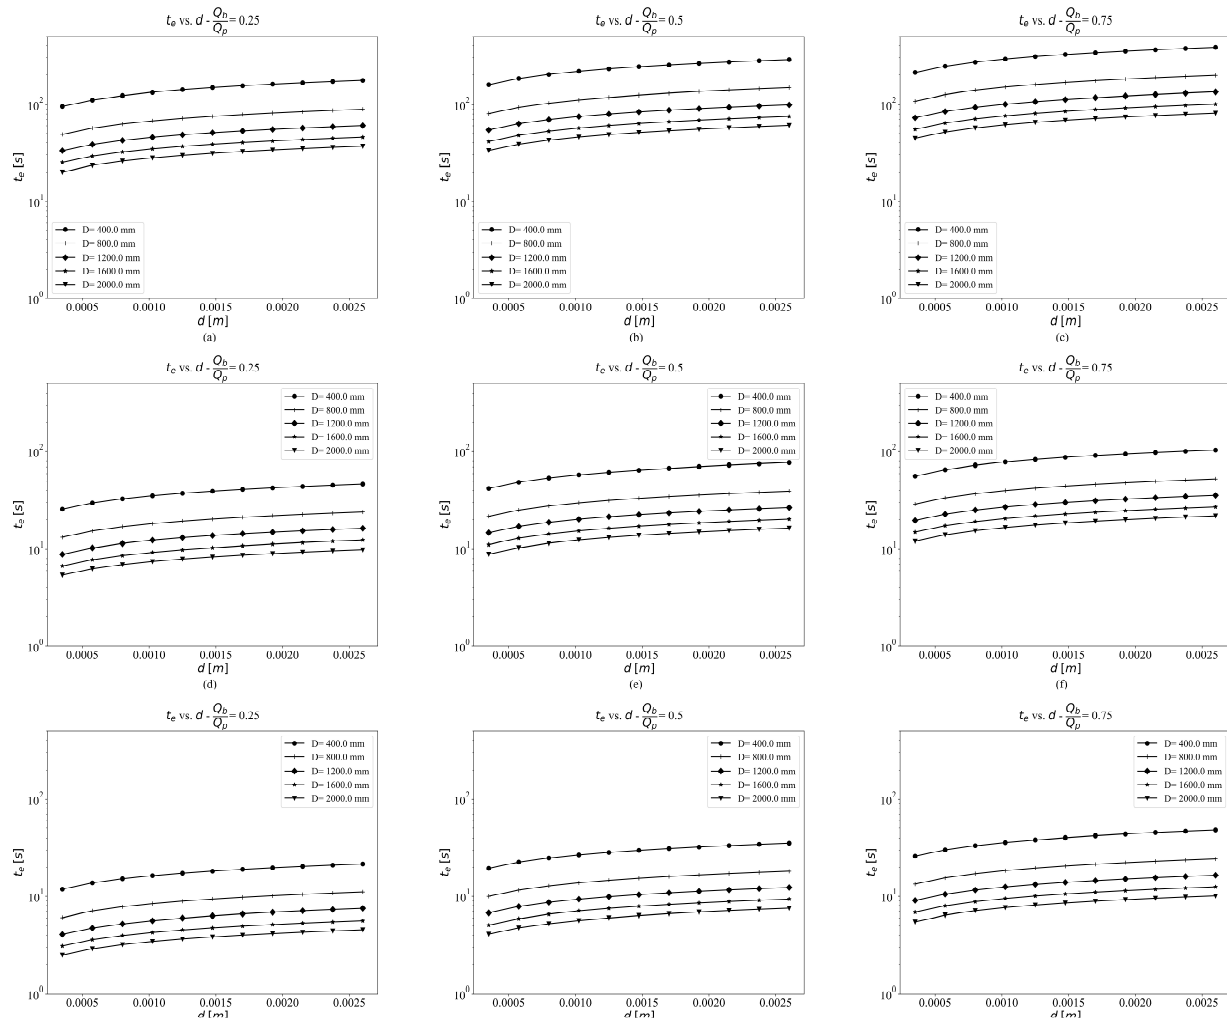 t_e vs. d - Q_b/Q_p = 0.25
t_e [s]
10^2
10^1
10^0
D= 400.0 mm
D= 800.0 mm
D= 1200.0 mm
D= 1600.0 mm
D= 2000.0 mm
0.0005 0.0010 0.0015 0.0020 0.0025
d [m]
(a)
t_e vs. d - Q_b/Q_p = 0.5
t_e [s]
10^2
10^1
10^0
D= 400.0 mm
D= 800.0 mm
D= 1200.0 mm
D= 1600.0 mm
D= 2000.0 mm
0.0005 0.0010 0.0015 0.0020 0.0025
d [m]
(b)
t_e vs. d - Q_b/Q_p = 0.75
t_e [s]
10^2
10^1
10^0
D= 400.0 mm
D= 800.0 mm
D= 1200.0 mm
D= 1600.0 mm
D= 2000.0 mm
0.0005 0.0010 0.0015 0.0020 0.0025
d [m]
(c)
t_e vs. d - Q_b/Q_p = 0.25
D= 400.0 mm
D= 800.0 mm
D= 1200.0 mm
D= 1600.0 mm
D= 2000.0 mm
t_e [s]
10^2
10^1
10^0
0.0005 0.0010 0.0015 0.0020 0.0025
d [m]
(d)
t_e vs. d - Q_b/Q_p = 0.5
D= 400.0 mm
D= 800.0 mm
D= 1200.0 mm
D= 1600.0 mm
D= 2000.0 mm
t_e [s]
10^2
10^1
10^0
0.0005 0.0010 0.0015 0.0020 0.0025
d [m]
(e)
t_e vs. d - Q_b/Q_p = 0.75
D= 400.0 mm
D= 800.0 mm
D= 1200.0 mm
D= 1600.0 mm
D= 2000.0 mm
t_e [s]
10^2
10^1
10^0
0.0005 0.0010 0.0015 0.0020 0.0025
d [m]
(f)
t_e vs. d - Q_b/Q_p = 0.25
D= 400.0 mm
D= 800.0 mm
D= 1200.0 mm
D= 1600.0 mm
D= 2000.0 mm
t_e [s]
10^2
10^1
10^0
0.0005 0.0010 0.0015 0.0020 0.0025
d [m]
t_e vs. d - Q_b/Q_p = 0.5
D= 400.0 mm
D= 800.0 mm
D= 1200.0 mm
D= 1600.0 mm
D= 2000.0 mm
t_e [s]
10^2
10^1
10^0
0.0005 0.0010 0.0015 0.0020 0.0025
d [m]
t_e vs. d - Q_b/Q_p = 0.75
D= 400.0 mm
D= 800.0 mm
D= 1200.0 mm
D= 1600.0 mm
D= 2000.0 mm
t_e [s]
10^2
10^1
10^0
0.0005 0.0010 0.0015 0.0020 0.0025
d [m]